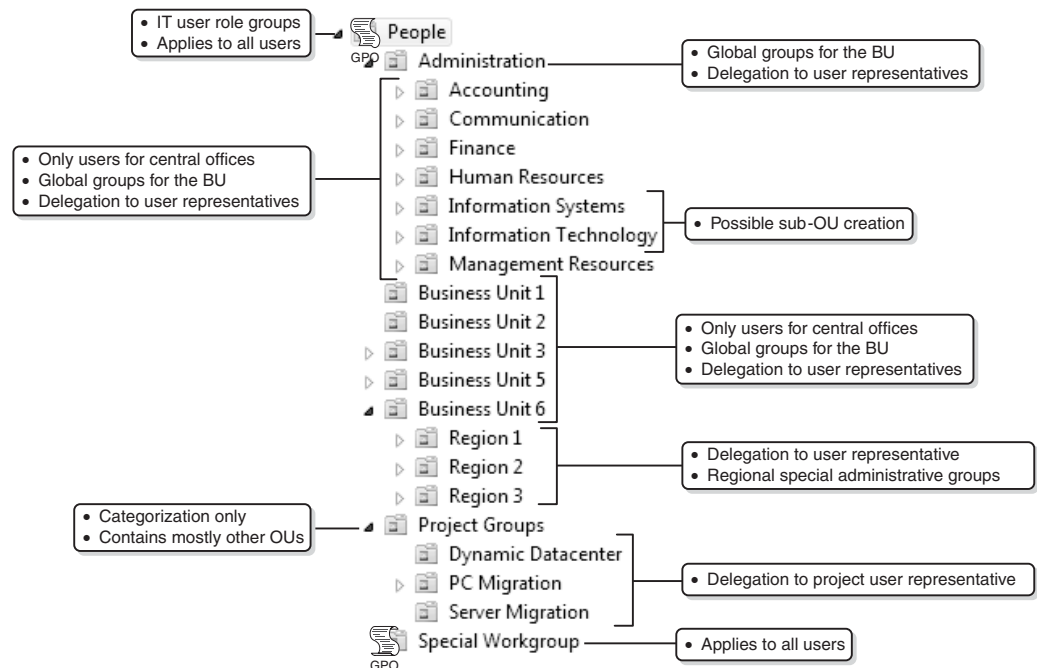 • IT user role groups
• Applies to all users
GPO
People
Administration
• Global groups for the BU
• Delegation to user representatives
Accounting
Communication
Finance
Human Resources
Information Systems
Information Technology
Management Resources
• Only users for central offices
• Global groups for the BU
• Delegation to user representatives
• Possible sub-OU creation
Business Unit 1
Business Unit 2
Business Unit 3
Business Unit 5
Business Unit 6
• Only users for central offices
• Global groups for the BU
• Delegation to user representatives
Region 1
Region 2
Region 3
• Delegation to user representative
• Regional special administrative groups
• Categorization only
• Contains mostly other OUs
Project Groups
Dynamic Datacenter
PC Migration
Server Migration
• Delegation to project user representative
GPO
Special Workgroup
• Applies to all users